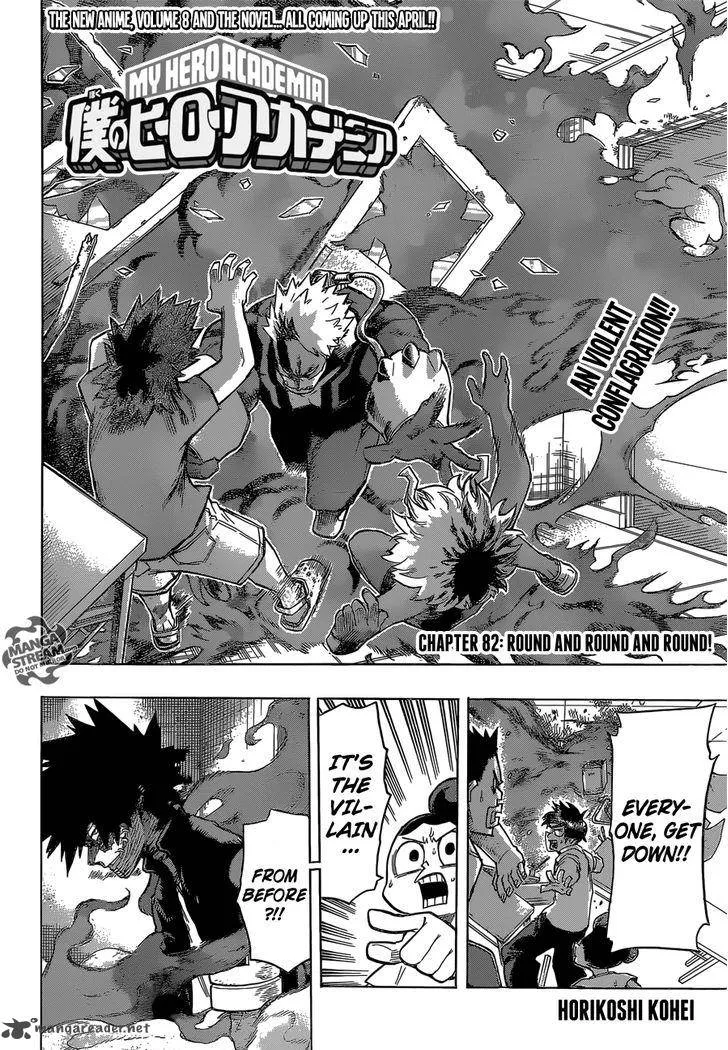 THE NEW ANIME, VOLUME 8 AND THE NOVEL... ALL COMING UP THIS APRIL!!
MY HERO ACADEMIA
僕のヒーローアカデミア
AN VIOLENT
CONFLAGRATION!!
CHAPTER 82: ROUND AND ROUND AND ROUND!
MANGA
STREAM
EVERY-
ONE, GET
DOWN!!
IT'S
THE
VIL-
LAIN
...
FROM
BEFORE
?!!
HORIKOSHI KOHEI
mangareader.net